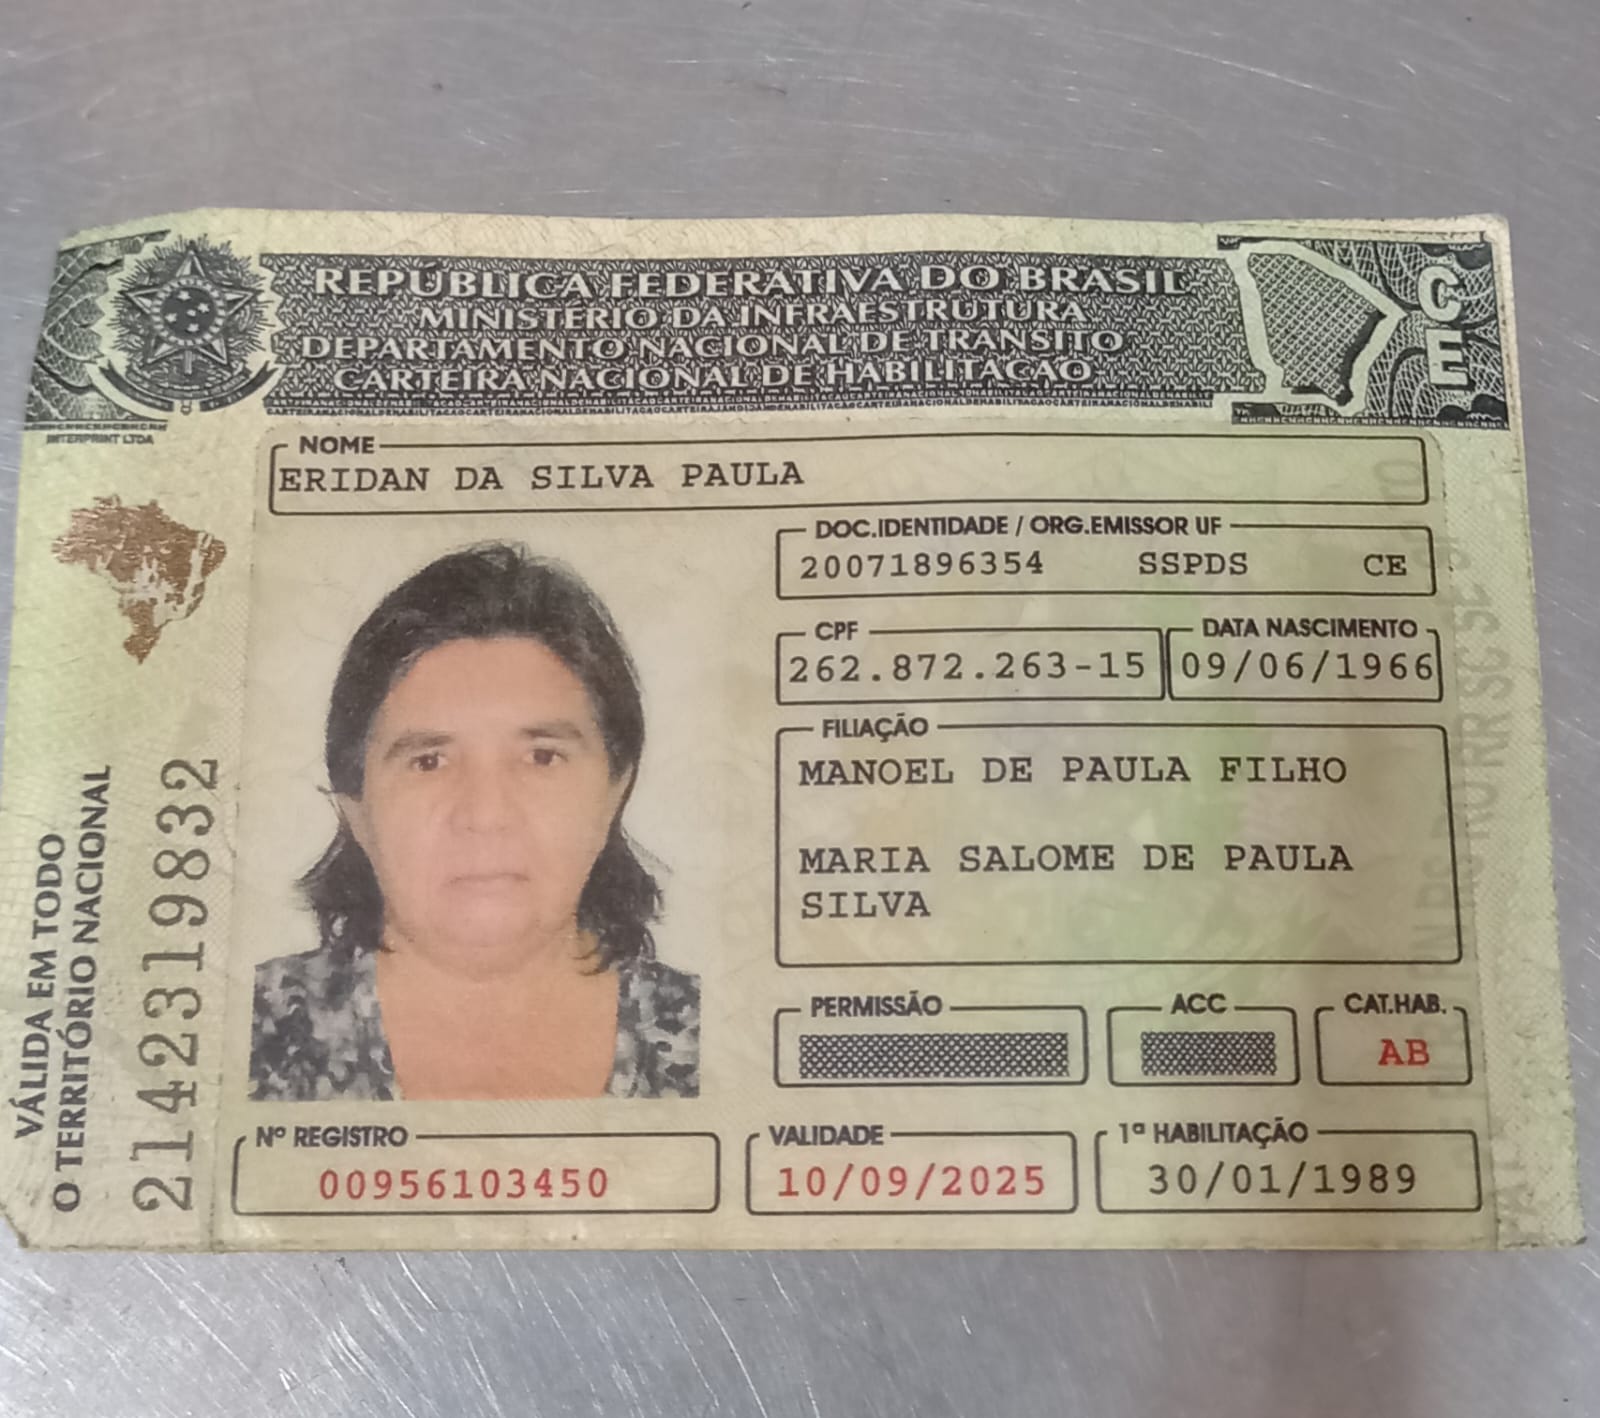 REPÚBLICA FEDERATIVA DO BRASIL
MINISTÉRIO DA INFRAESTRUTURA
DEPARTAMENTO NACIONAL DE TRÂNSITO
CARTEIRA NACIONAL DE HABILITAÇÃO
CE
INTERPRINT LTDA
NOME
ERIDAN DA SILVA PAULA
DOC.IDENTIDADE / ORG.EMISSOR UF
20071896354 SSPDS CE
CPF DATA NASCIMENTO
262.872.263-15 09/06/1966
FILIAÇÃO
MANOEL DE PAULA FILHO
MARIA SALOME DE PAULA
SILVA
PERMISSÃO ACC CAT.HAB.
AB
Nº REGISTRO VALIDADE 1ª HABILITAÇÃO
00956103450 10/09/2025 30/01/1989
VÁLIDA EM TODO
O TERRITÓRIO NACIONAL
2142319832